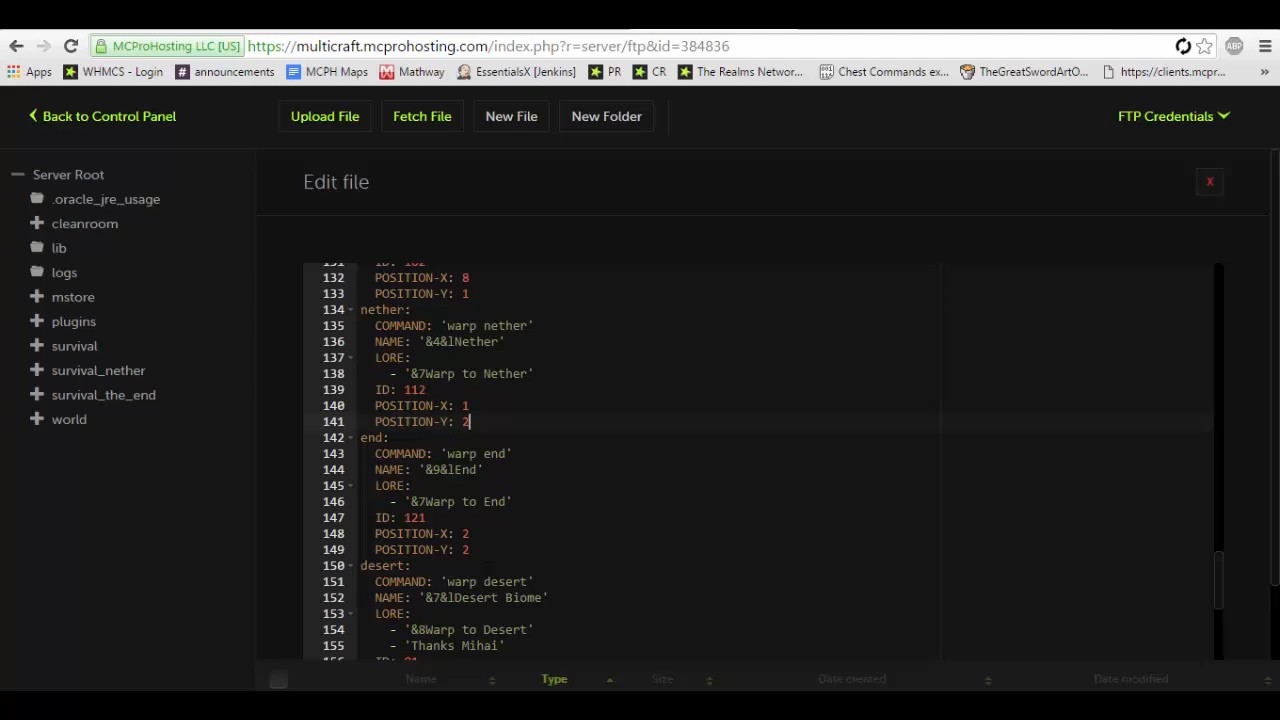 MCProHosting LLC [US] https://multicraft.mcprohosting.com/index.php?r=server/ftp&id=384836
Apps WHMCS - Login announcements MCPH Maps Mathway EssentialsX [Jenkins] PR CR The Realms Networ... Chest Commands ex... TheGreatSwordArtO... https://clients.mcpr... »
Back to Control Panel
Upload File
Fetch File
New File
New Folder
FTP Credentials
Server Root
.oracle_jre_usage
cleanroom
lib
logs
mstore
plugins
survival
survival_nether
survival_the_end
world
Edit file
X
132 POSITION-X: 8
133 POSITION-Y: 1
134 nether:
135 COMMAND: 'warp nether'
136 NAME: '&4&lNether'
137 LORE:
138 - '&7Warp to Nether'
139 ID: 112
140 POSITION-X: 1
141 POSITION-Y: 2
142 end:
143 COMMAND: 'warp end'
144 NAME: '&9&lEnd'
145 LORE:
146 - '&7Warp to End'
147 ID: 121
148 POSITION-X: 2
149 POSITION-Y: 2
150 desert:
151 COMMAND: 'warp desert'
152 NAME: '&7&lDesert Biome'
153 LORE:
154 - '&8Warp to Desert'
155 - 'Thanks Mihai'
Name Type Size Date created Date modified